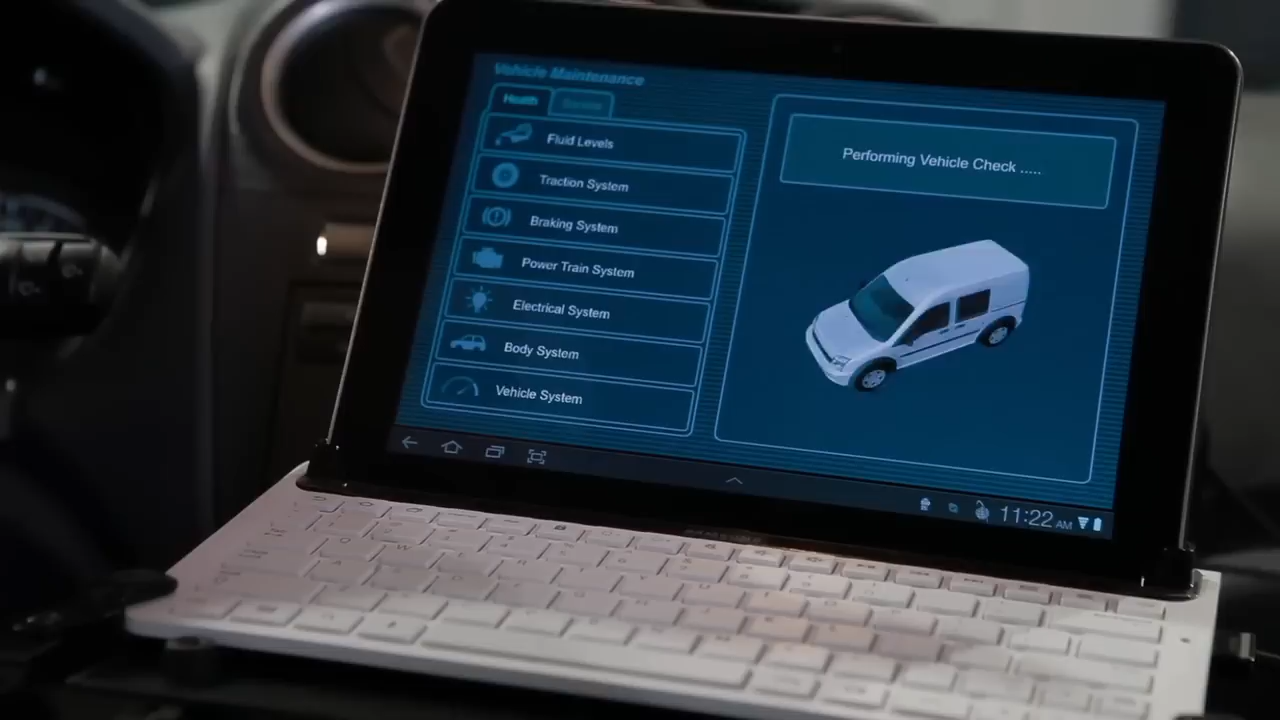 Vehicle Maintenance
Health
Fluid Levels
Traction System
Braking System
Power Train System
Electrical System
Body System
Vehicle System
Performing Vehicle Check .....
11:22 AM